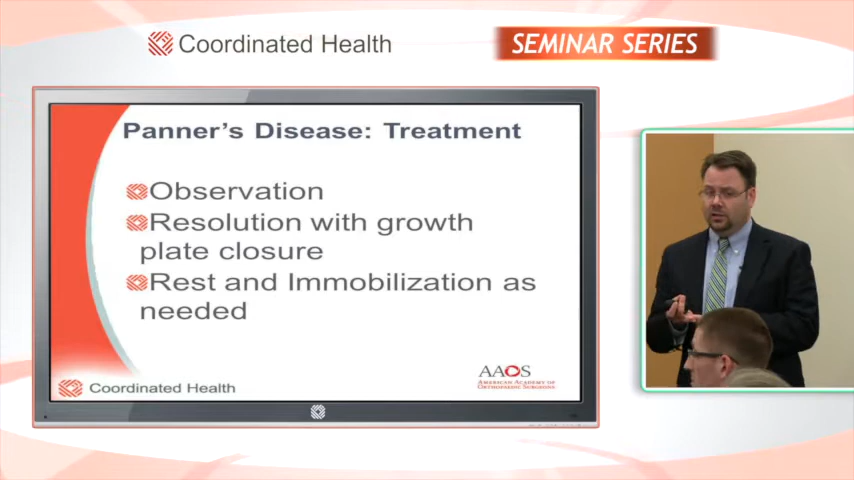 Coordinated Health
SEMINAR SERIES
Panner's Disease: Treatment
Observation
Resolution with growth
plate closure
Rest and Immobilization as
needed
Coordinated Health
AAOS
AMERICAN ACADEMY OF
ORTHOPAEDIC SURGEONS